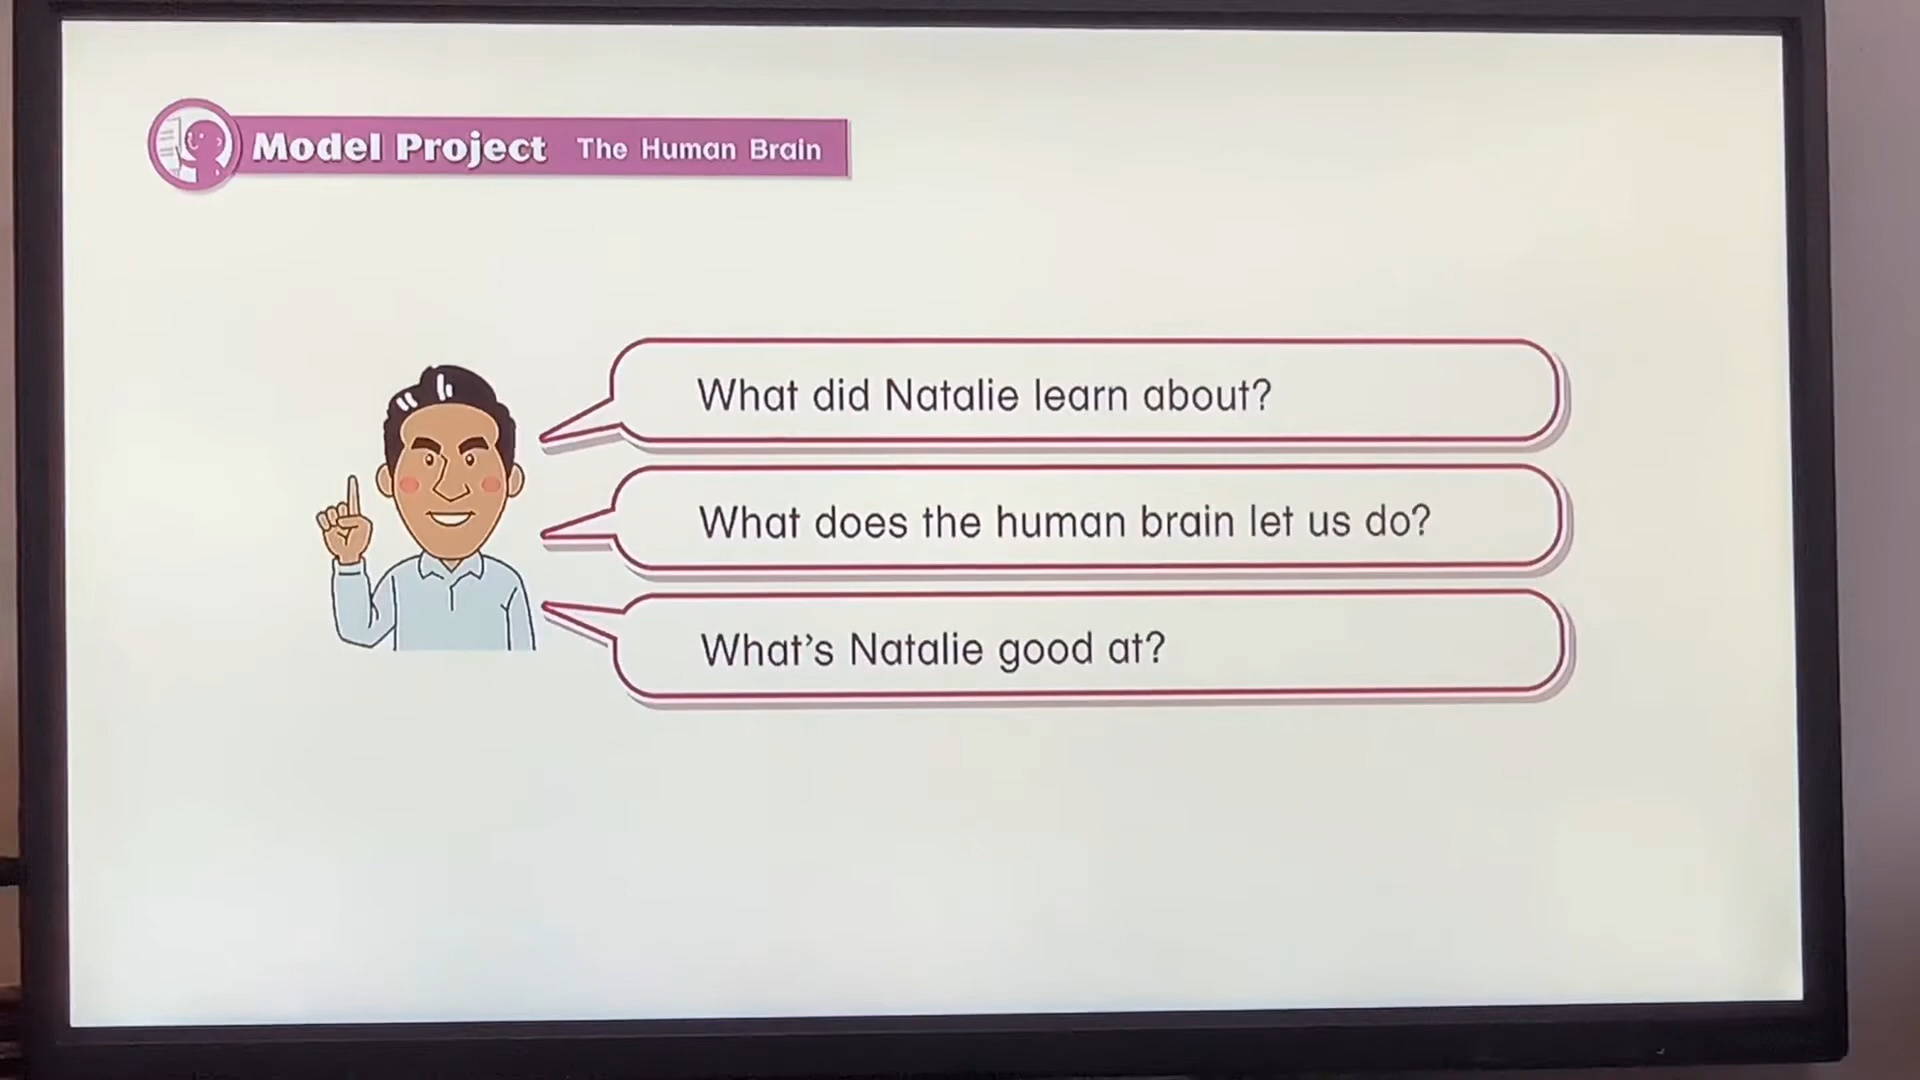 Model Project The Human Brain
What did Natalie learn about?
What does the human brain let us do?
What's Natalie good at?